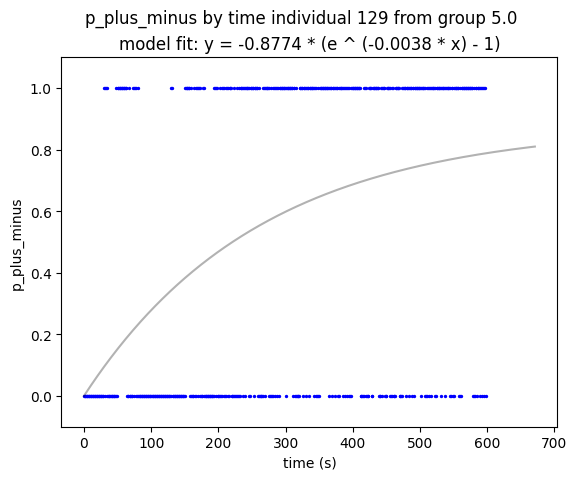 p_plus_minus by time individual 129 from group 5.0
model fit: y = -0.8774 * (e ^ (-0.0038 * x) - 1)
1.0
0.8
0.6
0.4
0.2
0.0
p_plus_minus
0 100 200 300 400 500 600 700
time (s)